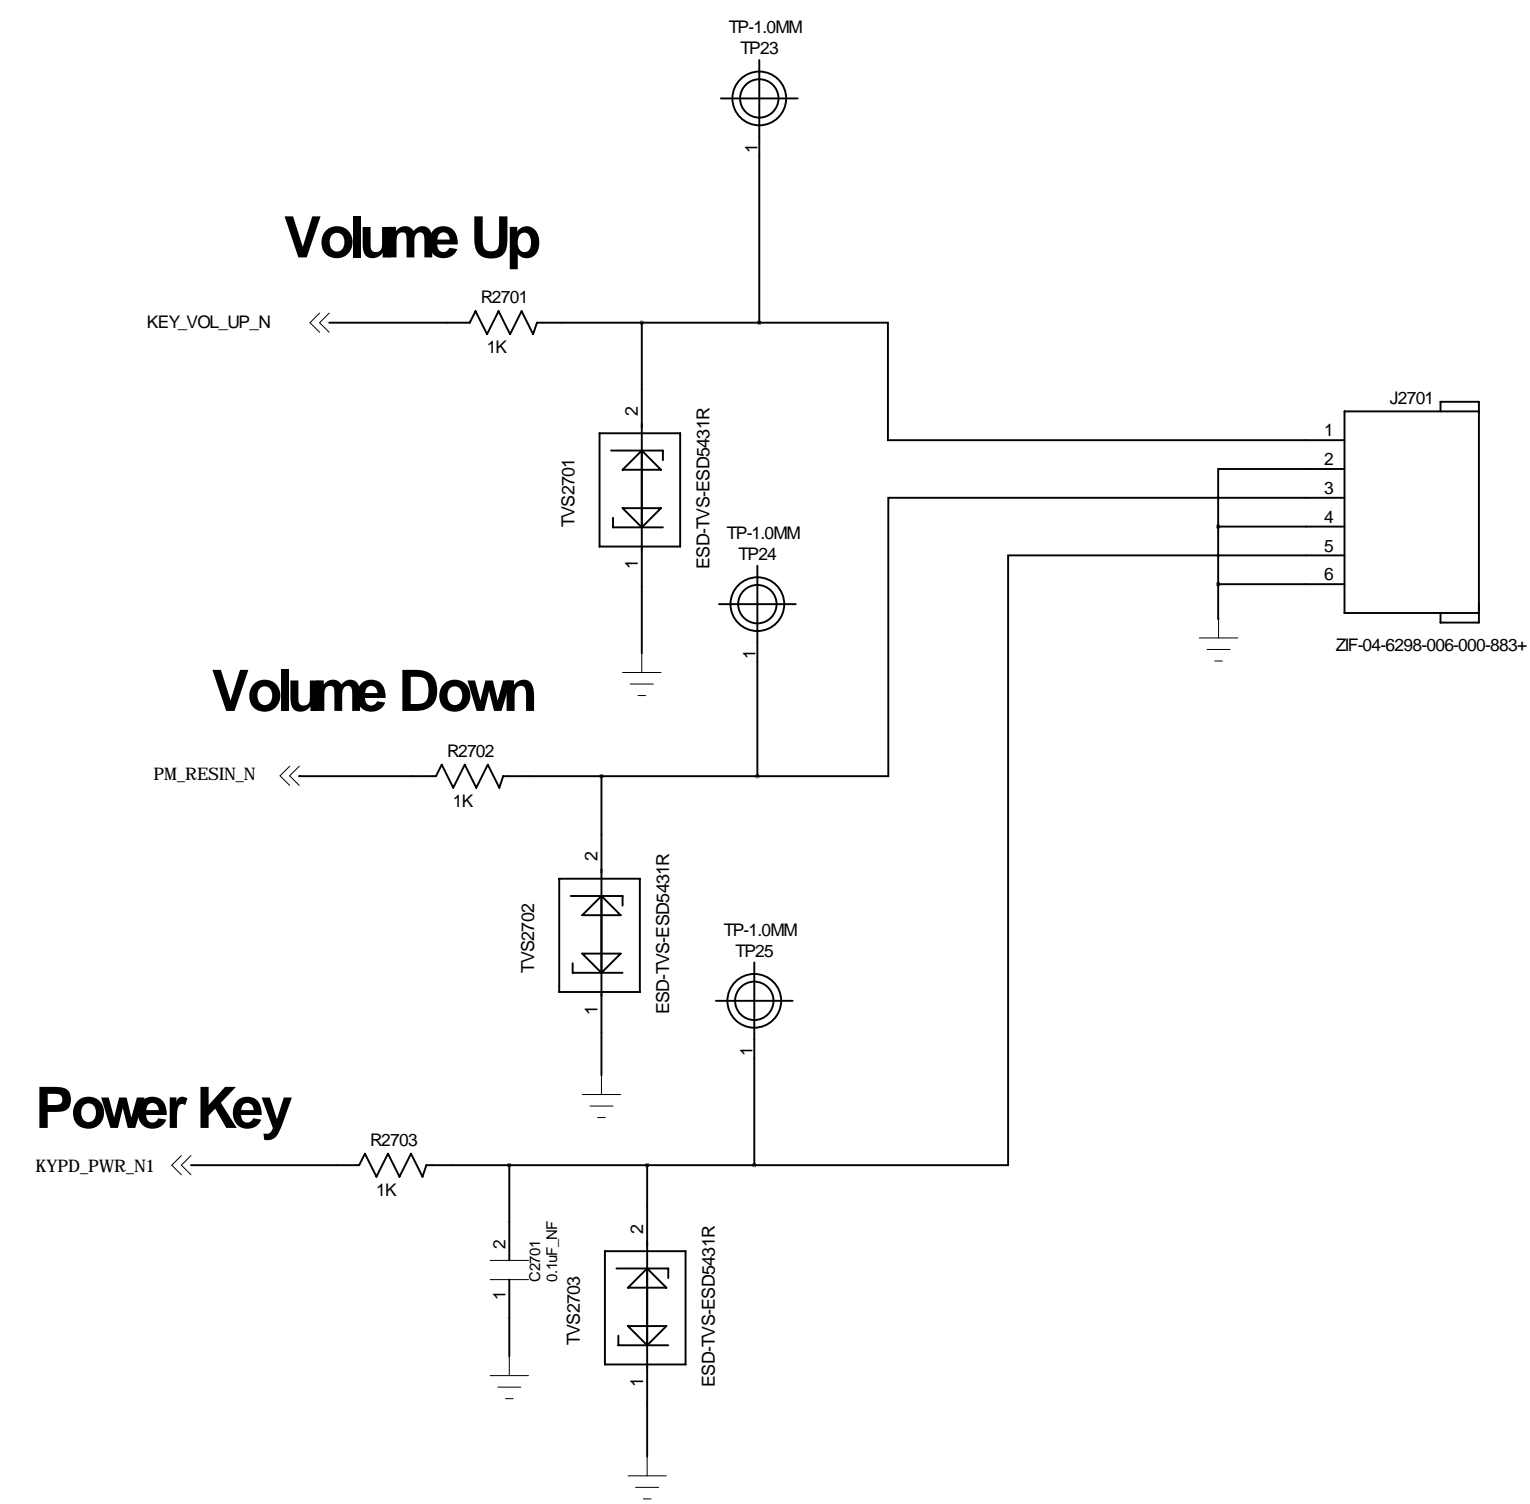 TP-1.0MM
TP23
1
Volume Up
KEY_VOL_UP_N
R2701
1K
2
TVS2701
ESD-TVS-ESD5431R
1
J2701
1
2
3
4
5
6
ZIF-04-6298-006-000-883+
TP-1.0MM
TP24
1
Volume Down
PM_RESIN_N
R2702
1K
2
TVS2702
ESD-TVS-ESD5431R
1
TP-1.0MM
TP25
1
Power Key
KYPD_PWR_N1
R2703
1K
2
C2701
0.1uF_NF
1
2
TVS2703
ESD-TVS-ESD5431R
1